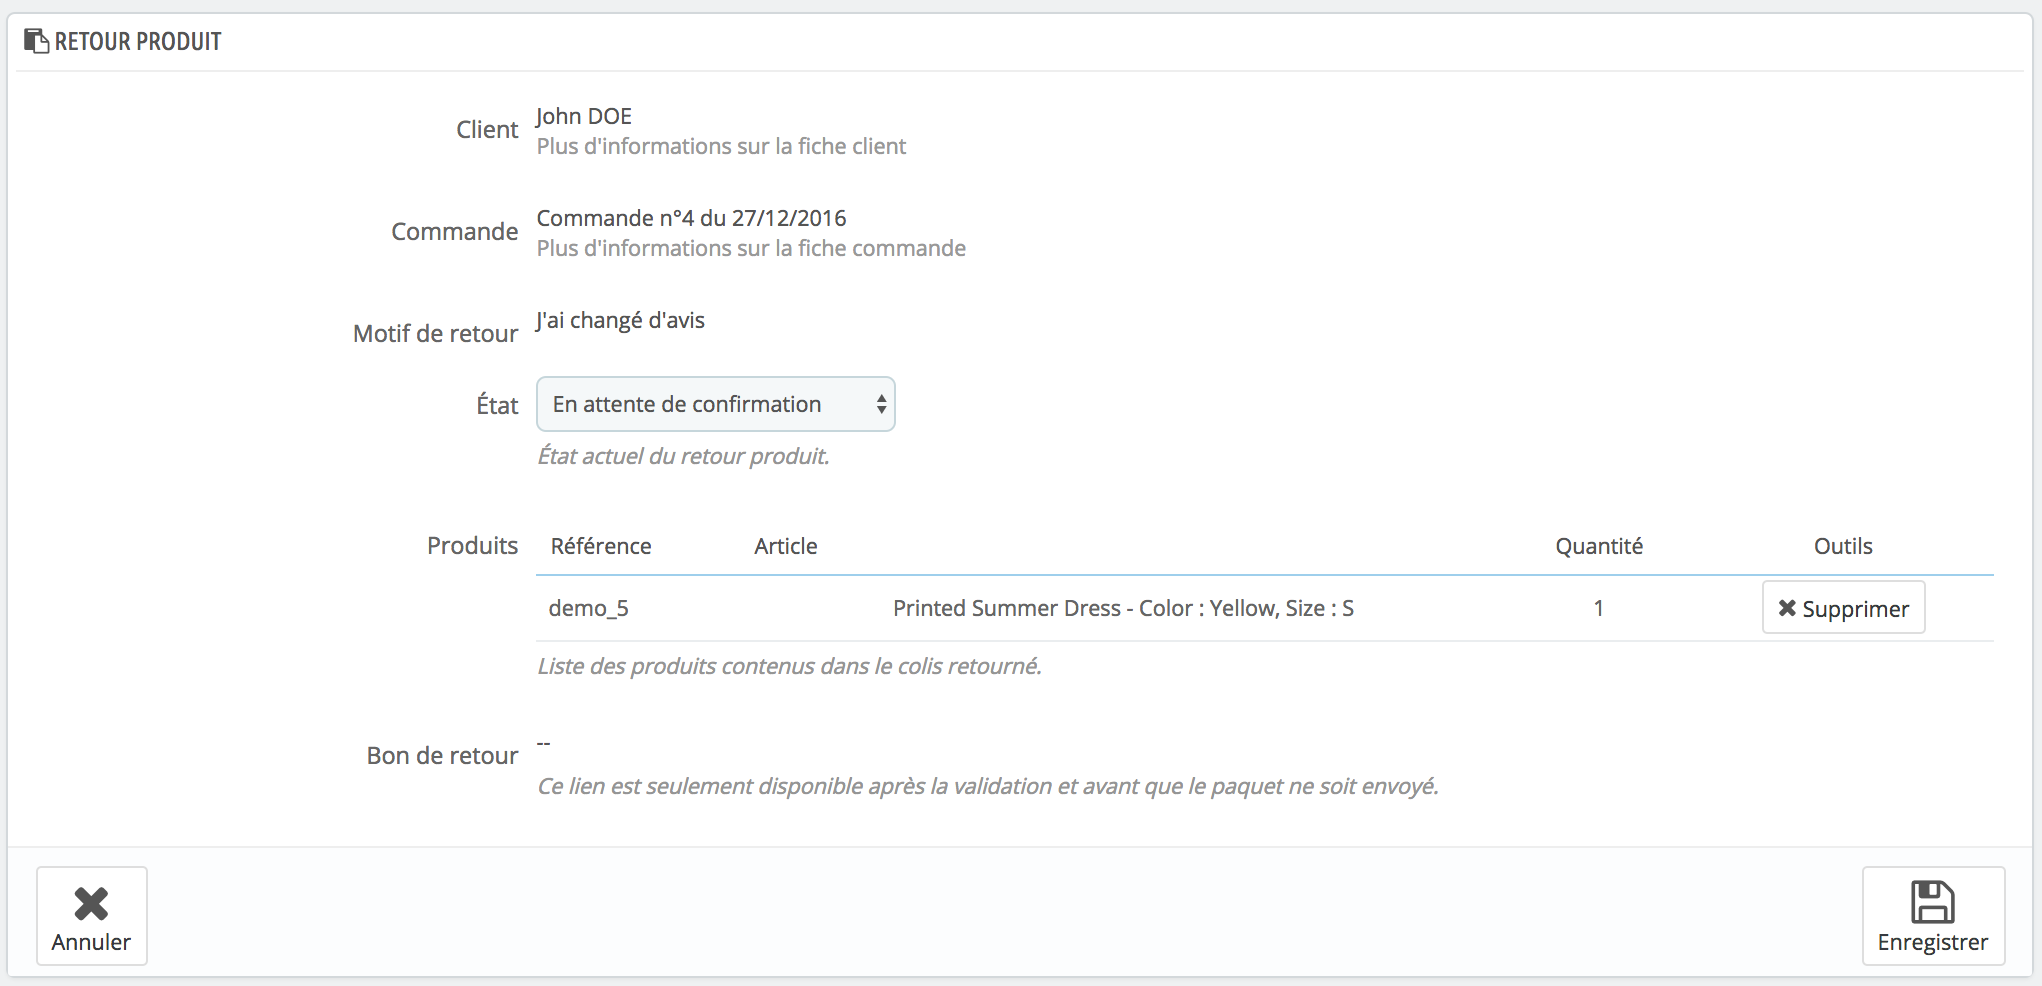 RETOUR PRODUIT
Client
John DOE
Plus d'informations sur la fiche client
Commande
Commande n°4 du 27/12/2016
Plus d'informations sur la fiche commande
Motif de retour
J'ai changé d'avis
État
En attente de confirmation
État actuel du retour produit.
Produits
Référence Article Quantité Outils
demo_5 Printed Summer Dress - Color : Yellow, Size : S 1 Supprimer
Liste des produits contenus dans le colis retourné.
Bon de retour
--
Ce lien est seulement disponible après la validation et avant que le paquet ne soit envoyé.
Annuler
Enregistrer